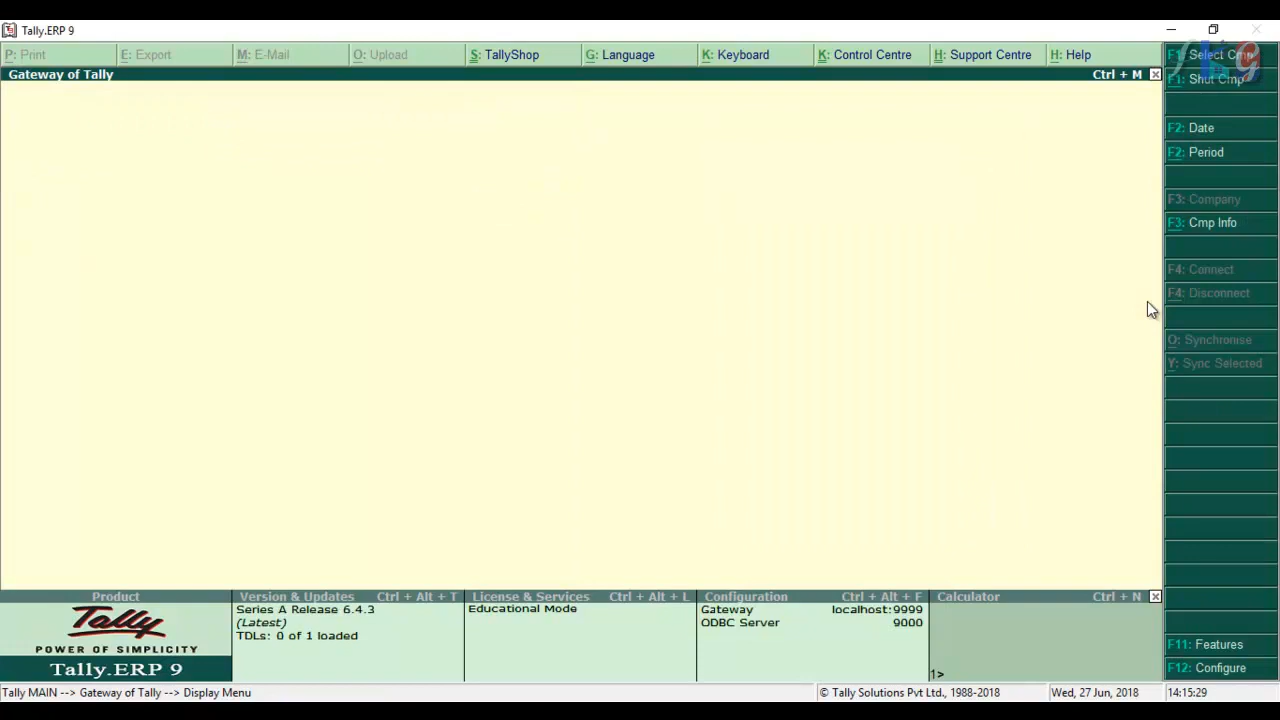 Tally.ERP 9
P: Print
E: Export
M: E-Mail
O: Upload
S: TallyShop
G: Language
K: Keyboard
K: Control Centre
H: Support Centre
H: Help
Gateway of Tally
Ctrl + M
F1: Select Cmp
F1: Shut Cmp
F2: Date
F2: Period
F3: Company
F3: Cmp Info
F4: Connect
F4: Disconnect
O: Synchronise
Y: Sync Selected
F11: Features
F12: Configure
Product
Tally
POWER OF SIMPLICITY
Tally.ERP 9
Version & Updates Ctrl + Alt + T
Series A Release 6.4.3
(Latest)
TDLs: 0 of 1 loaded
License & Services Ctrl + Alt + L
Educational Mode
Configuration Ctrl + Alt + F
Gateway localhost:9999
ODBC Server 9000
Calculator Ctrl + N
1>
Tally MAIN --> Gateway of Tally --> Display Menu
© Tally Solutions Pvt Ltd., 1988-2018
Wed, 27 Jun, 2018
14:15:29